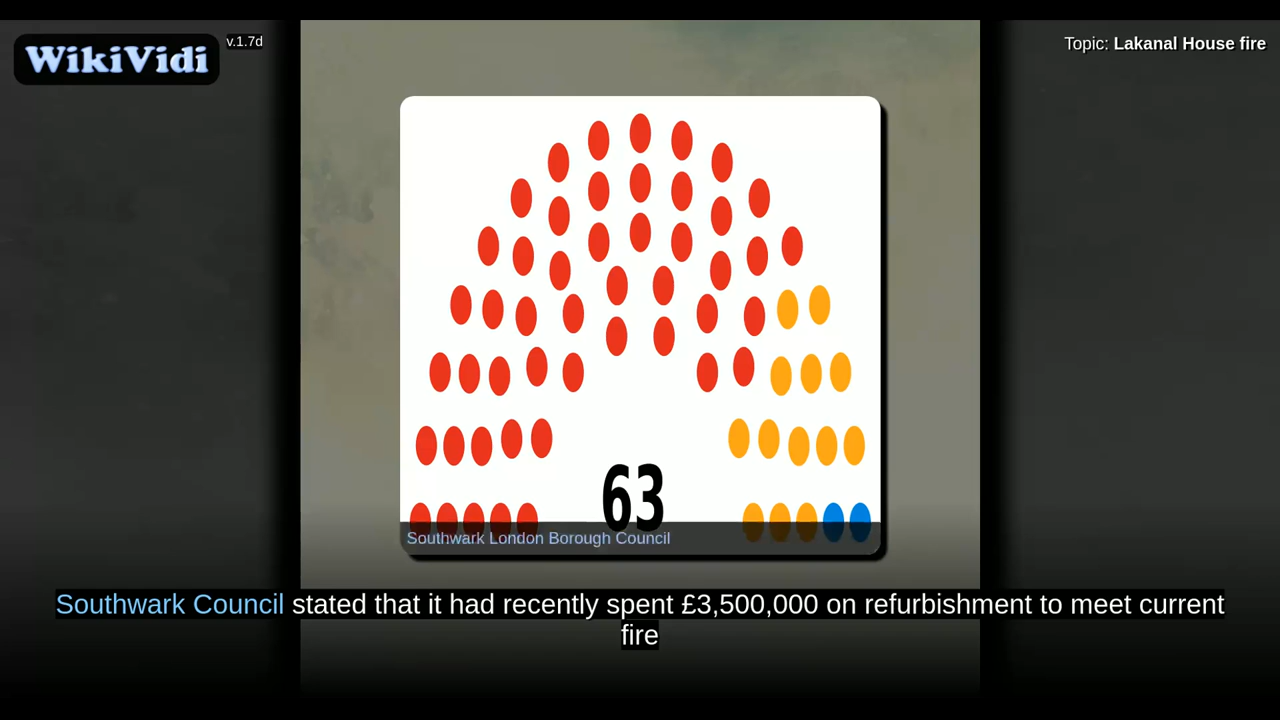 WikiVidi
v.1.7d
Topic: Lakanal House fire
63
Southwark London Borough Council
Southwark Council stated that it had recently spent £3,500,000 on refurbishment to meet current
fire